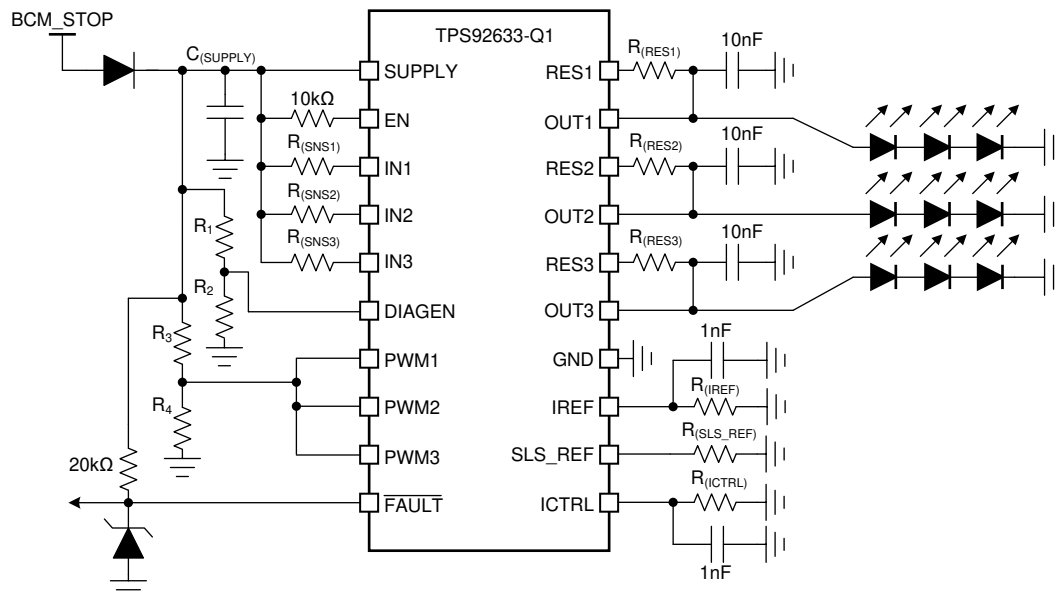 BCM_STOP
C(SUPPLY)
TPS92633-Q1
R(RES1)
10nF
SUPPLY
RES1
10kΩ
EN
OUT1
R(SNS1)
R(RES2)
10nF
IN1
RES2
R(SNS2)
IN2
OUT2
R1
R(SNS3)
R(RES3)
10nF
IN3
RES3
R2
DIAGEN
OUT3
R3
1nF
PWM1
GND
R(IREF)
R4
PWM2
IREF
R(SLS_REF)
20kΩ
PWM3
SLS_REF
R(ICTRL)
FAULT
ICTRL
1nF